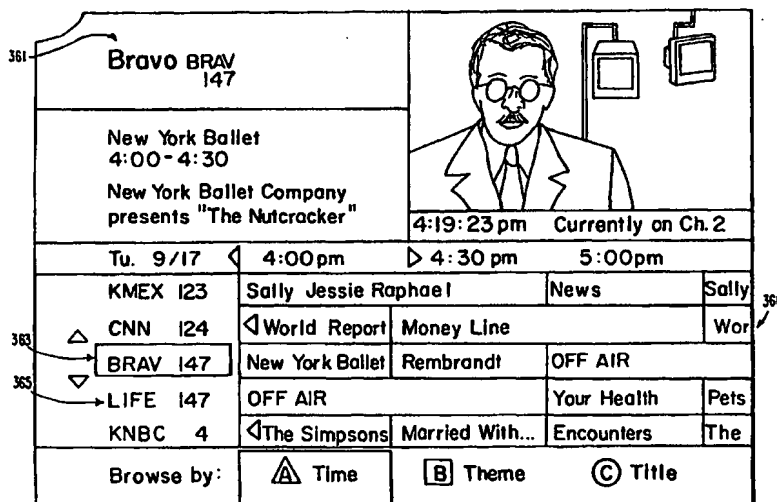 361
Bravo BRAV
147
New York Ballet
4:00-4:30
New York Ballet Company
presents "The Nutcracker"
4:19:23 pm Currently on Ch. 2
Tu. 9/17 4:00pm 4:30 pm 5:00pm
KMEX 123 Sally Jessie Raphael News Sally
CNN 124 World Report Money Line Wor
363
BRAV 147 New York Ballet Rembrandt OFF AIR
365
LIFE 147 OFF AIR Your Health Pets
KNBC 4 The Simpsons Married With... Encounters The
Browse by: A Time B Theme C Title